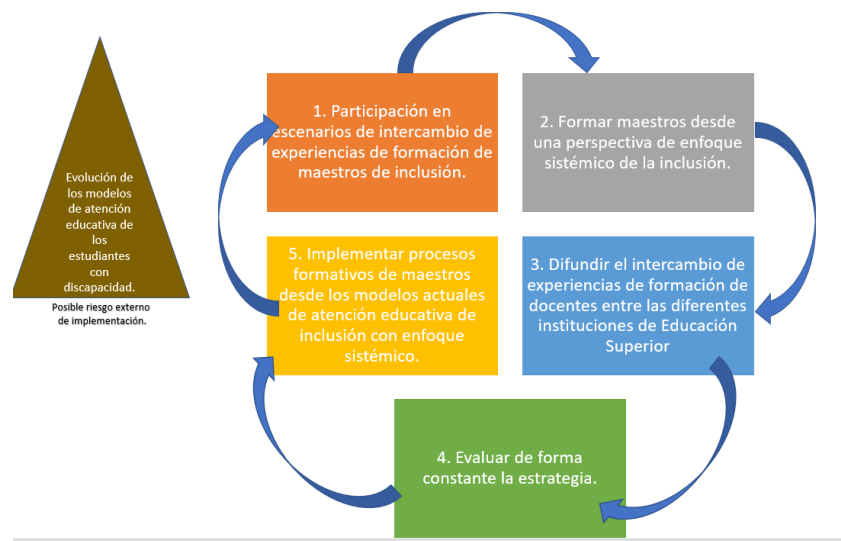 Evolución de
los modelos
de atención
educativa de
los
estudiantes
con
discapacidad.
Posible riesgo externo
de implementación.
1. Participación en
escenarios de intercambio de
experiencias de formación de
maestros de inclusión.
2. Formar maestros desde
una perspectiva de enfoque
sistémico de la inclusión.
3. Difundir el intercambio de
experiencias de formación de
docentes entre las diferentes
instituciones de Educación
Superior
4. Evaluar de forma
constante la estrategia.
5. Implementar procesos
formativos de maestros
desde los modelos actuales
de atención educativa de
inclusión con enfoque
sistémico.